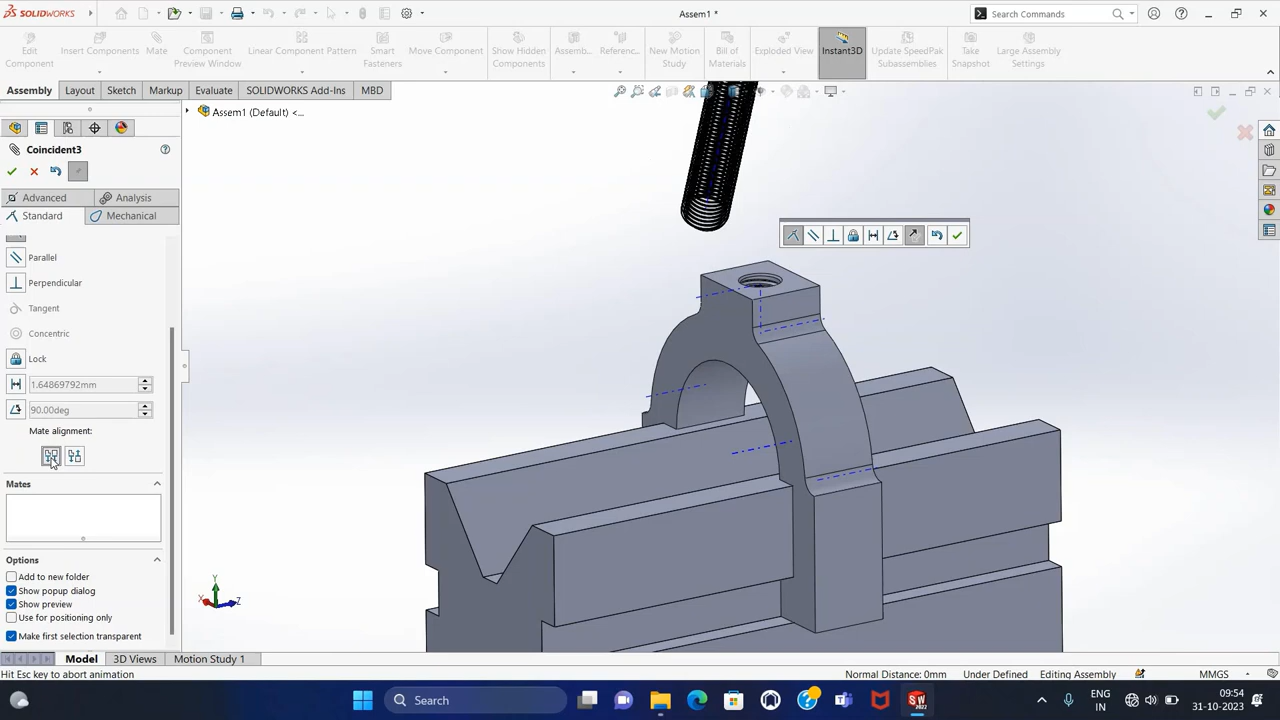 SOLIDWORKS
Assem1 *
Search Commands
Edit Component
Insert Components
Mate
Component Preview Window
Linear Component Pattern
Smart Fasteners
Move Component
Show Hidden Components
Assemb...
Referenc...
New Motion Study
Bill of Materials
Exploded View
Instant3D
Update SpeedPak Subassemblies
Take Snapshot
Large Assembly Settings
Assembly
Layout
Sketch
Markup
Evaluate
SOLIDWORKS Add-Ins
MBD
Assem1 (Default) <...
Coincident3
Advanced
Analysis
Standard
Mechanical
Parallel
Perpendicular
Tangent
Concentric
Lock
1.64869792mm
90.00deg
Mate alignment:
Mates
Options
Add to new folder
Show popup dialog
Show preview
Use for positioning only
Make first selection transparent
Y
X
Z
Model
3D Views
Motion Study 1
Hit Esc key to abort animation
Normal Distance: 0mm
Under Defined
Editing Assembly
MMGS
Search
SW
2022
ENG
IN
09:54
31-10-2023